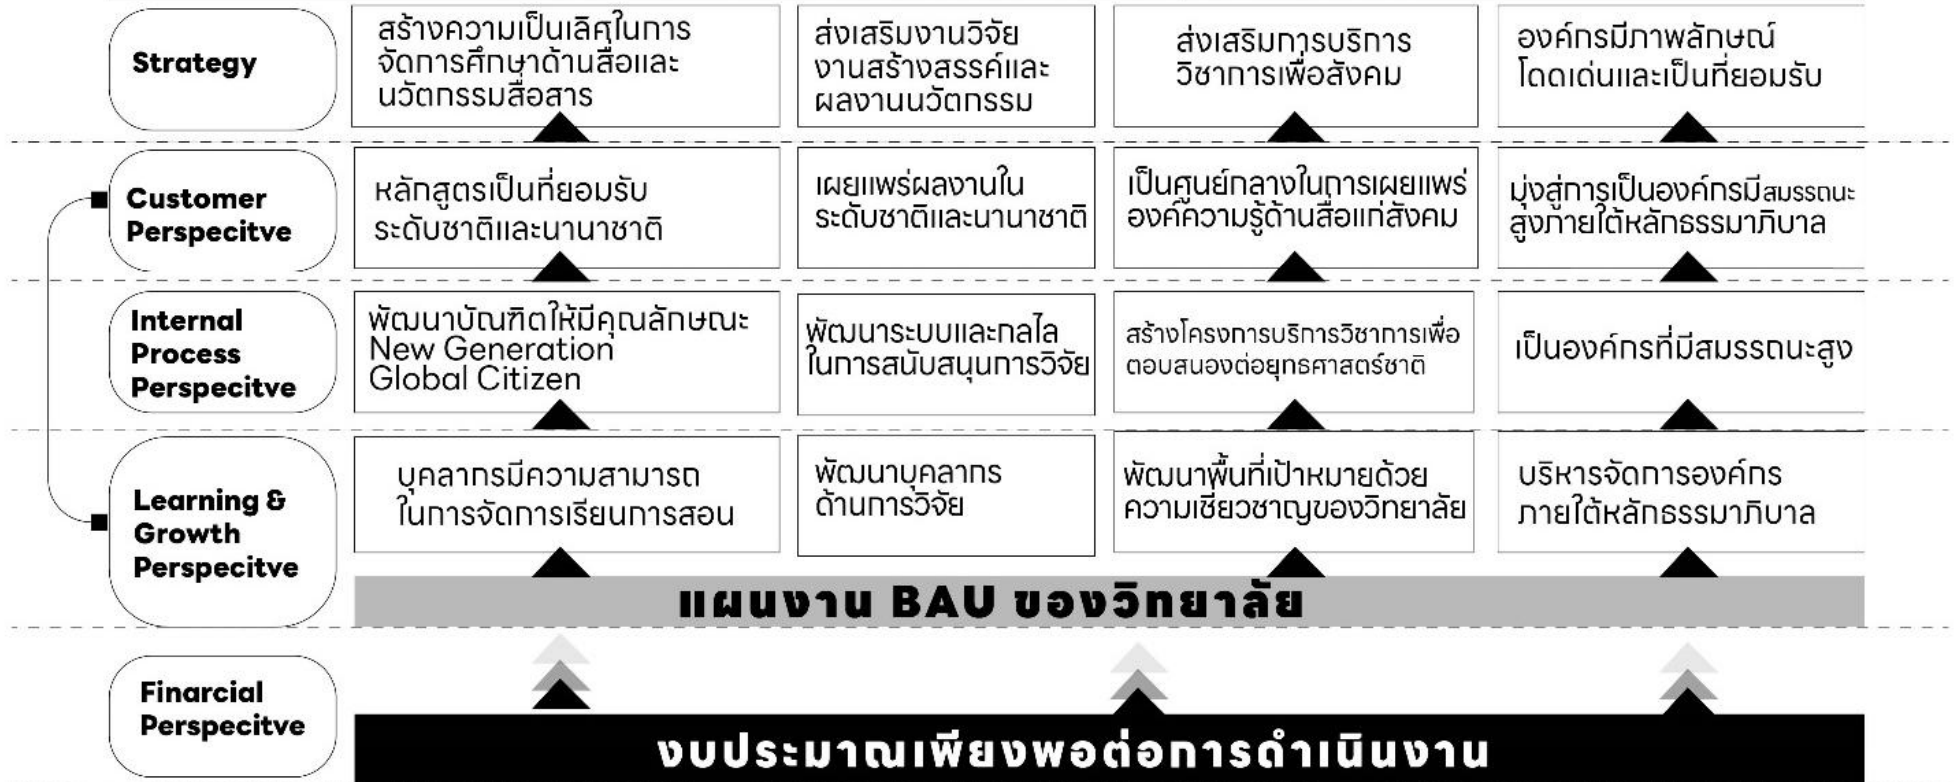 Strategy
สร้างความเป็นเลิศในการ
จัดการศึกษาด้านสื่อและ
นวัตกรรมสื่อสาร
ส่งเสริมงานวิจัย
งานสร้างสรรค์และ
ผลงานนวัตกรรม
ส่งเสริมการบริการ
วิชาการเพื่อสังคม
องค์กรมีภาพลักษณ์
โดดเด่นและเป็นที่ยอมรับ
Customer
Perspecitve
หลักสูตรเป็นที่ยอมรับ
ระดับชาติและนานาชาติ
เผยแพร่ผลงานใน
ระดับชาติและนานาชาติ
เป็นศูนย์กลางในการเผยแพร่
องค์ความรู้ด้านสื่อแก่สังคม
มุ่งสู่การเป็นองค์กรมีสมรรถนะ
สูงภายใต้หลักธรรมาภิบาล
Internal
Process
Perspecitve
พัฒนาบัณฑิตให้มีคุณลักษณะ
New Generation
Global Citizen
พัฒนาระบบและกลไล
ในการสนับสนุนการวิจัย
สร้างโครงการบริการวิชาการเพื่อ
ตอบสนองต่อยุทธศาสตร์ชาติ
เป็นองค์กรที่มีสมรรถนะสูง
Learning &
Growth
Perspecitve
บุคลากรมีความสามารถ
ในการจัดการเรียนการสอน
พัฒนาบุคลากร
ด้านการวิจัย
พัฒนาพื้นที่เป้าหมายด้วย
ความเชี่ยวชาญของวิทยาลัย
บริหารจัดการองค์กร
ภายใต้หลักธรรมาภิบาล
แผนงาน BAU ของวิทยาลัย
Finarcial
Perspecitve
งบประมาณเพียงพอต่อการดำเนินงาน